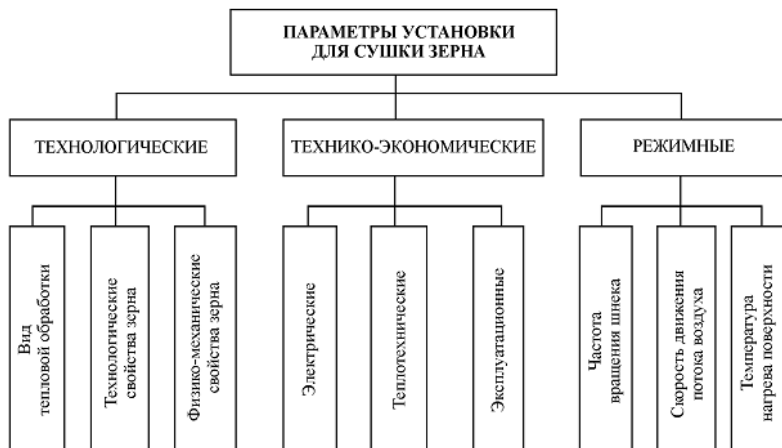 ПАРАМЕТРЫ УСТАНОВКИ
ДЛЯ СУШКИ ЗЕРНА
ТЕХНОЛОГИЧЕСКИЕ
ТЕХНИКО-ЭКОНОМИЧЕСКИЕ
РЕЖИМНЫЕ
Вид
тепловой обработки
Технологические
свойства зерна
Физико-механические
свойства зерна
Электрические
Теплотехнические
Эксплуатационные
Частота
вращения шнека
Скорость движения
потока воздуха
Температура
нагрева поверхности